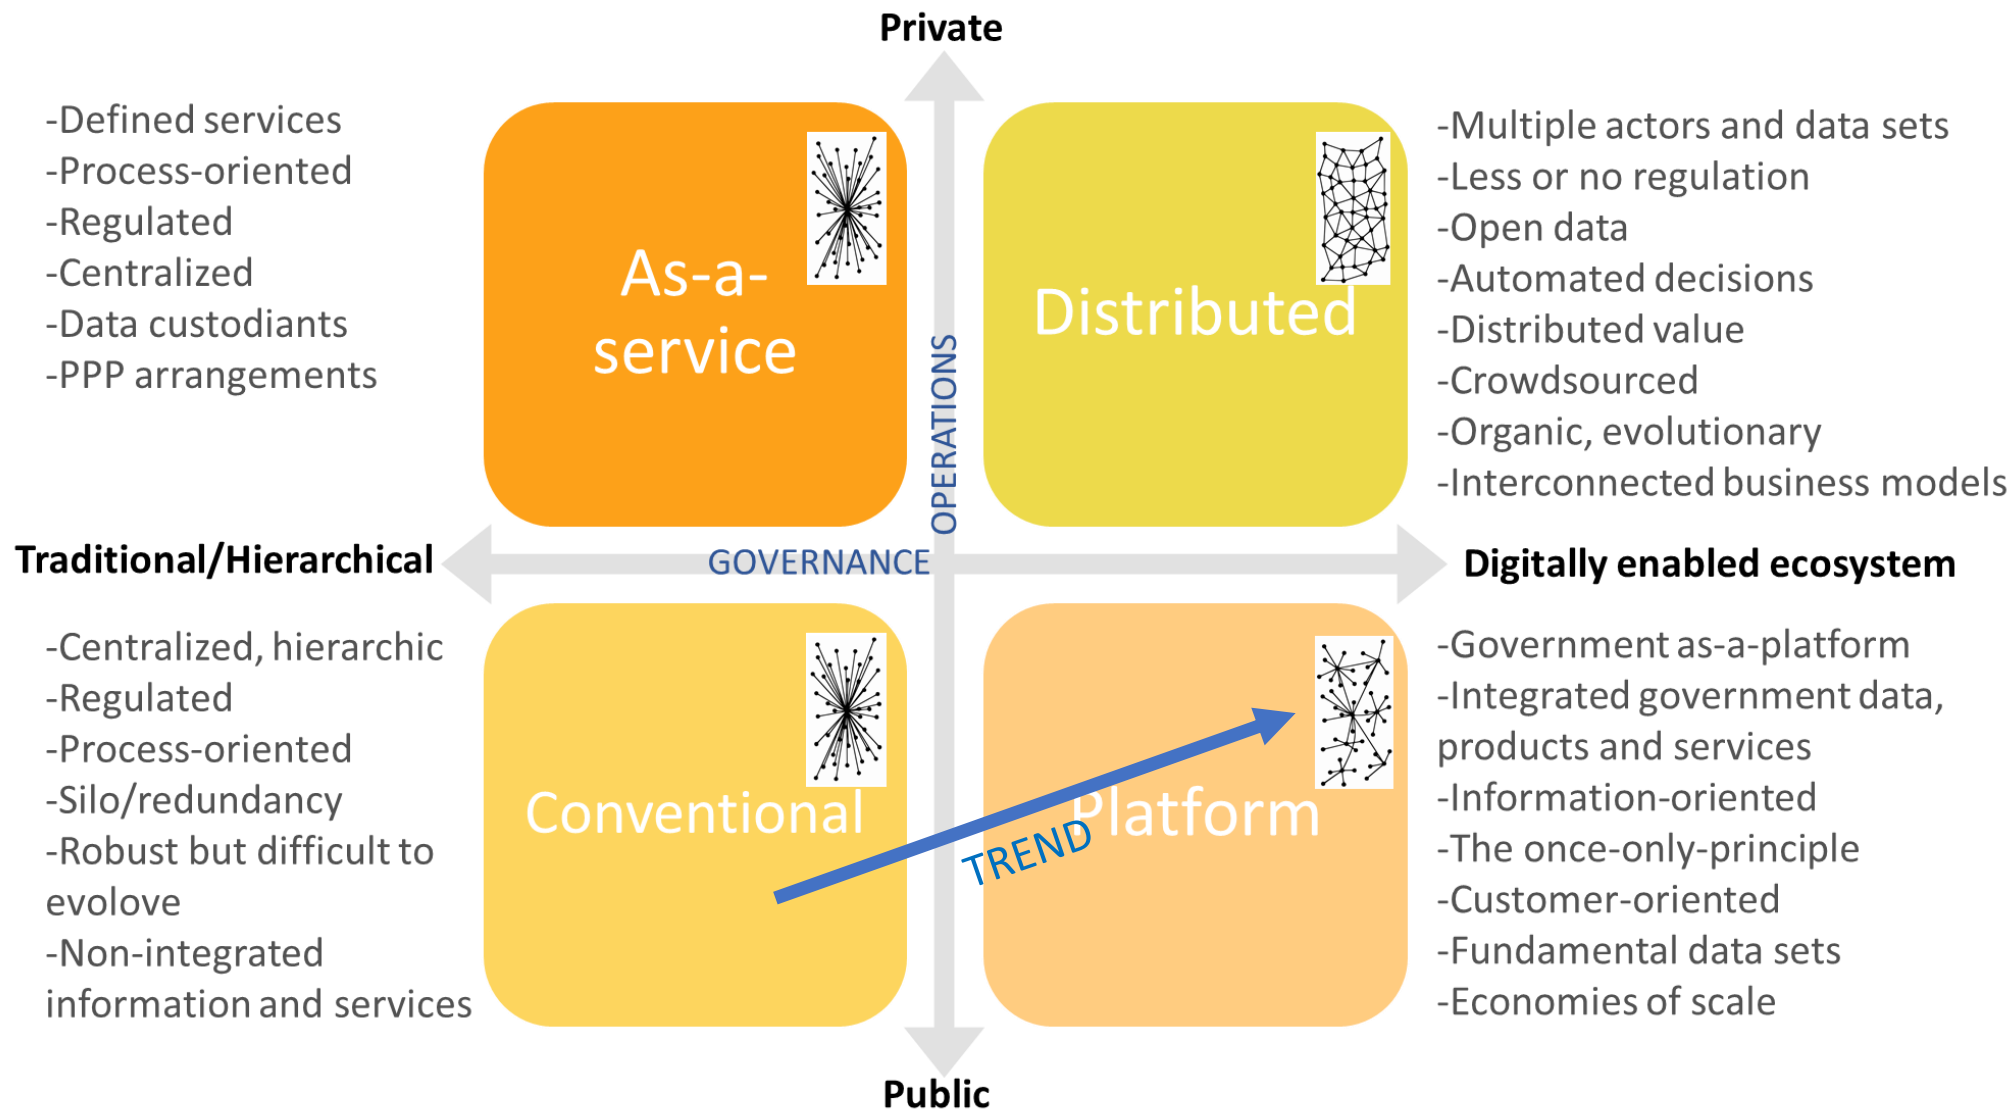 Private
-Defined services
-Process-oriented
-Regulated
-Centralized
-Data custodiants
-PPP arrangements
As-a-
service
Distributed
-Multiple actors and data sets
-Less or no regulation
-Open data
-Automated decisions
-Distributed value
-Crowdsourced
-Organic, evolutionary
-Interconnected business models
OPERATIONS
Traditional/Hierarchical
GOVERNANCE
Digitally enabled ecosystem
-Centralized, hierarchic
-Regulated
-Process-oriented
-Silo/redundancy
-Robust but difficult to
evolove
-Non-integrated
information and services
Conventional
Platform
TREND
-Government as-a-platform
-Integrated government data,
products and services
-Information-oriented
-The once-only-principle
-Customer-oriented
-Fundamental data sets
-Economies of scale
Public